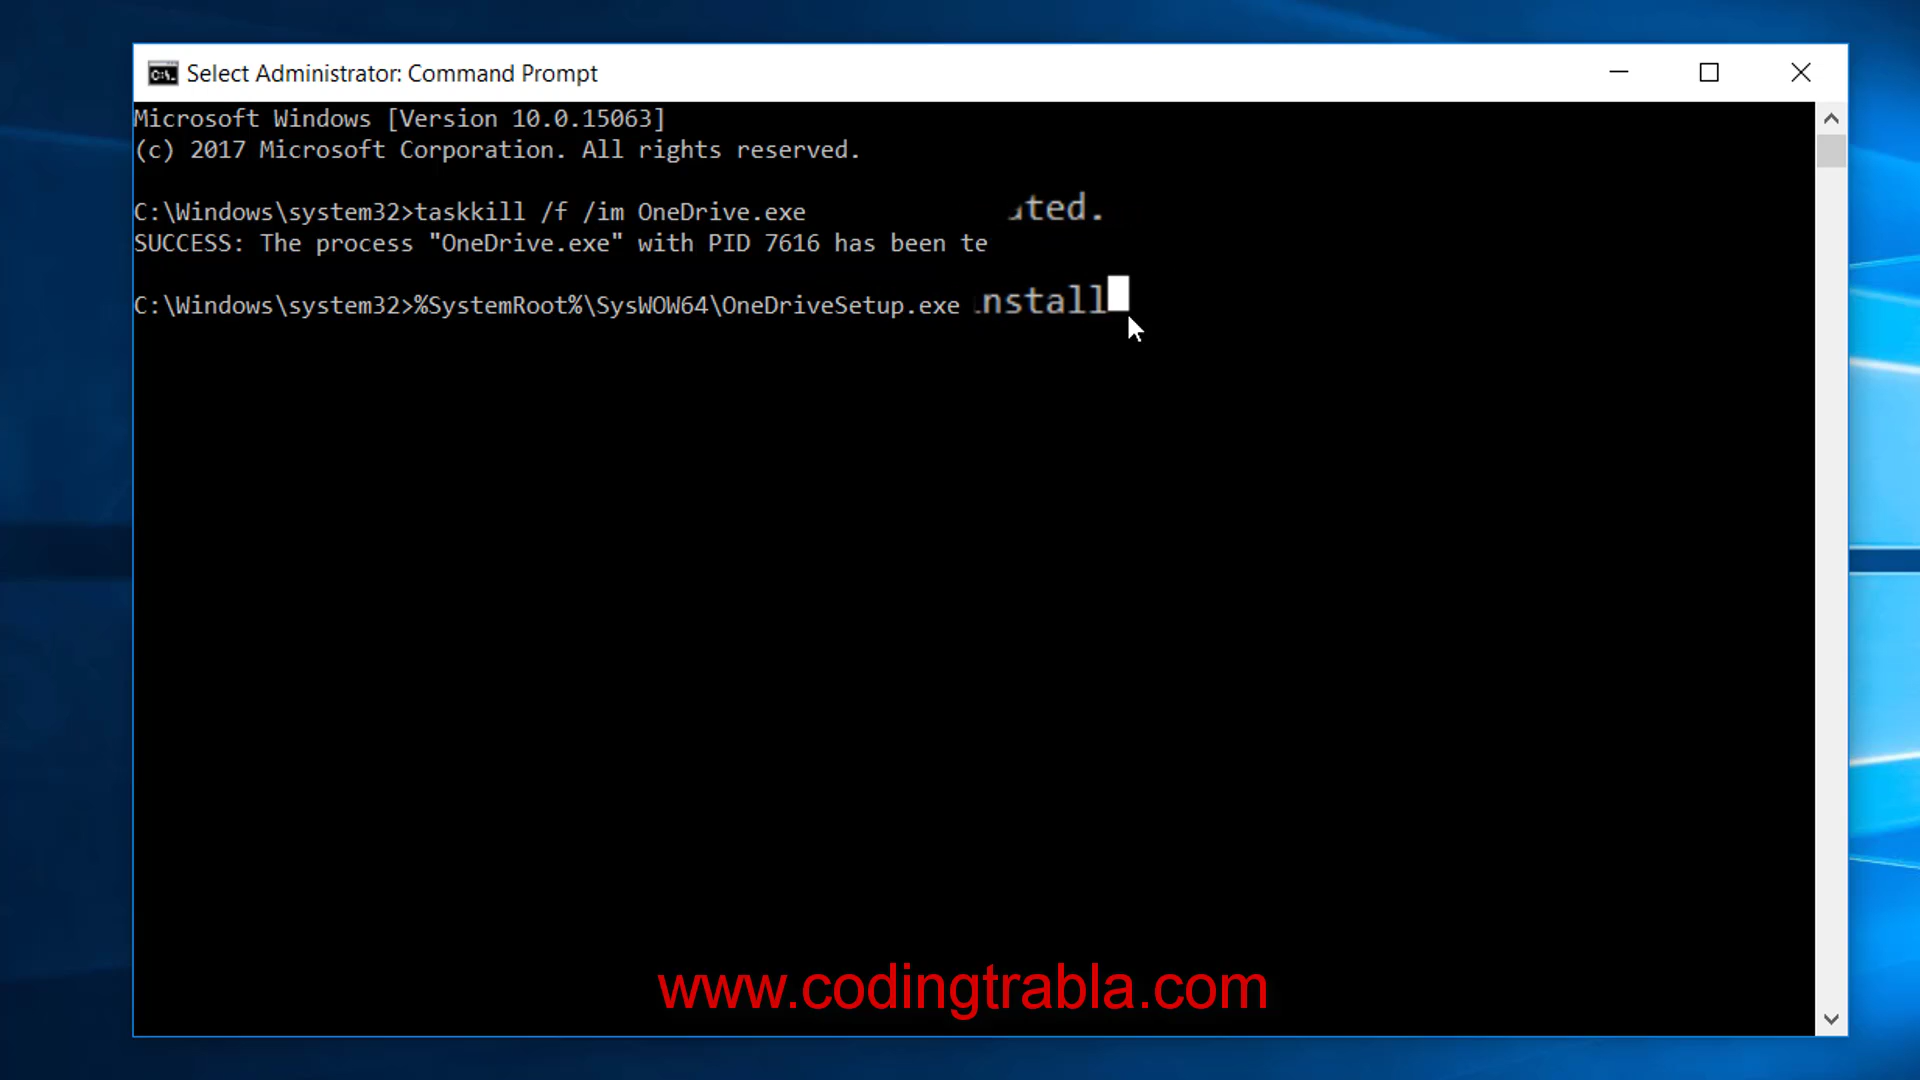 Select Administrator: Command Prompt
Microsoft Windows [Version 10.0.15063]
(c) 2017 Microsoft Corporation. All rights reserved.
C:\Windows\system32>taskkill /f /im OneDrive.exe
SUCCESS: The process "OneDrive.exe" with PID 7616 has been te
ated.
C:\Windows\system32>%SystemRoot%\SysWOW64\OneDriveSetup.exe nstall
www.codingtrabla.com